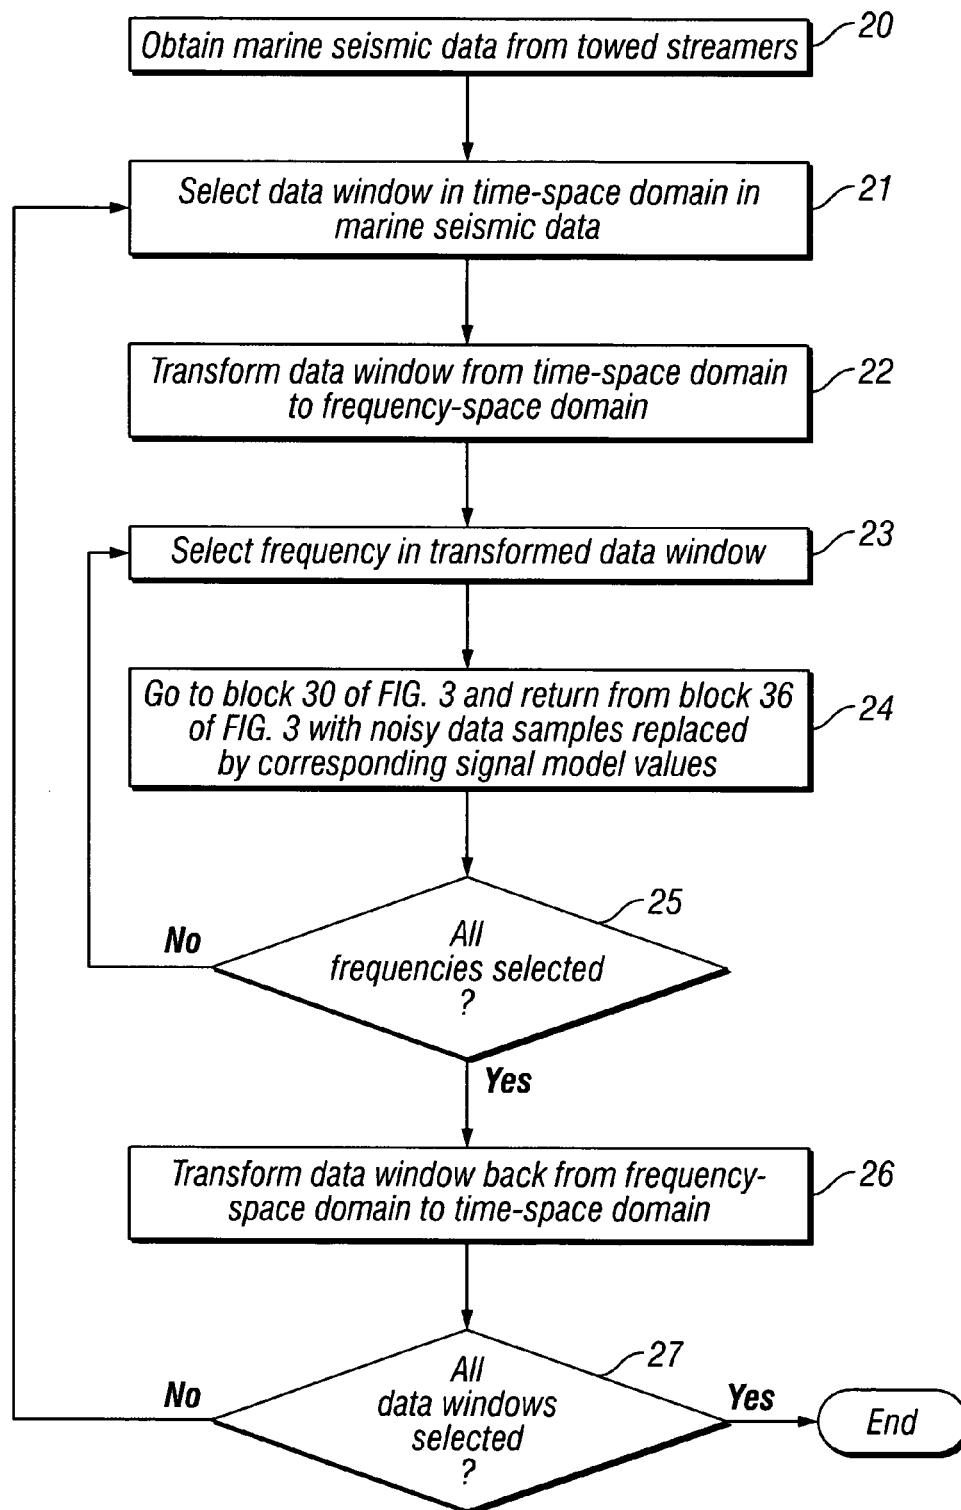 Obtain marine seismic data from towed streamers
20
Select data window in time-space domain in
marine seismic data
21
Transform data window from time-space domain
to frequency-space domain
22
Select frequency in transformed data window
23
Go to block 30 of FIG. 3 and return from block 36
of FIG. 3 with noisy data samples replaced
by corresponding signal model values
24
All
frequencies selected
?
25
No
Yes
Transform data window back from frequency-
space domain to time-space domain
26
All
data windows
selected
?
27
No
Yes
End